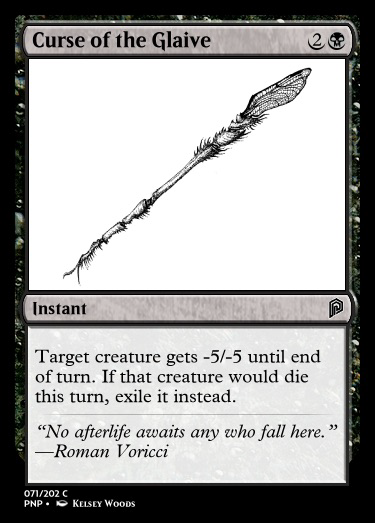 Curse of the Glaive 2
Instant
Target creature gets -5/-5 until end
of turn. If that creature would die
this turn, exile it instead.
“No afterlife awaits any who fall here.”
—Roman Voricci
071/202 C
PNP • Kelsey Woods